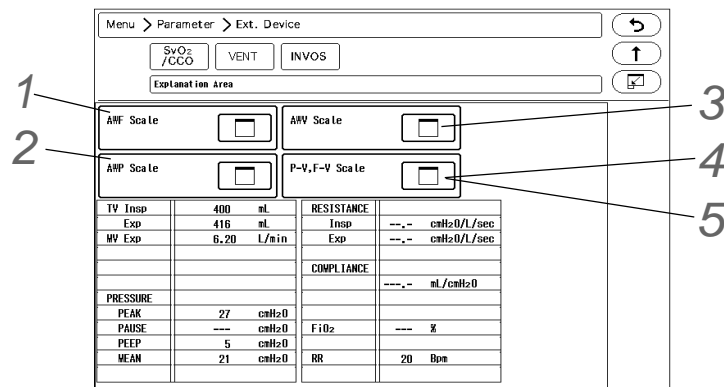 Menu > Parameter > Ext. Device
SvO₂ /CCO VENT INVOS
Explanation Area
1 AWF Scale AWV Scale 3
2 AWP Scale P-V,F-V Scale 4
5
TV Insp 400 mL RESISTANCE
Exp 416 mL Insp --.- cmH₂O/L/sec
MV Exp 6.20 L/min Exp --.- cmH₂O/L/sec
COMPLIANCE
---.- mL/cmH₂O
PRESSURE
PEAK 27 cmH₂O
PAUSE --- cmH₂O FiO₂ --- %
PEEP 5 cmH₂O
MEAN 21 cmH₂O RR 20 Bpm